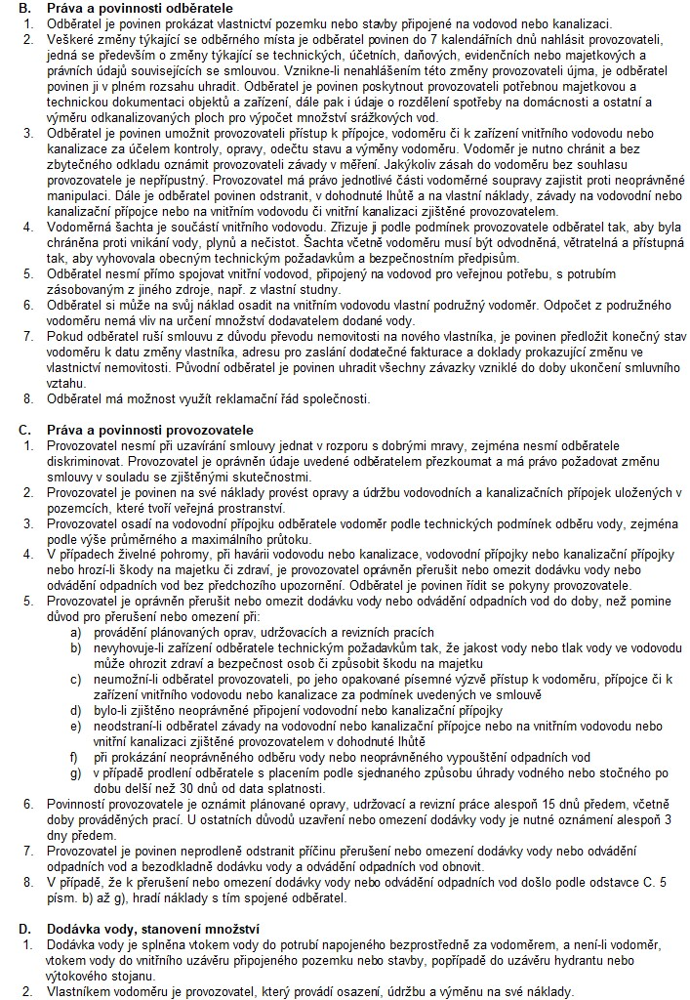 B. Práva a povinnosti odběratele
1. Odběratel je povinen prokázat vlastnictví pozemku nebo stavby připojené na vodovod nebo kanalizaci.
2. Veškeré změny týkající se odběrného místa je odběratel povinen do 7 kalendářních dnů nahlásit provozovateli,
jedná se především o změny týkající se technických, účetních, daňových, evidenčních nebo majetkových a
právních údajů souvisejících se smlouvou. Vznikne-li nenahlášením této změny provozovateli újma, je odběratel
povinen ji v plném rozsahu uhradit. Odběratel je povinen poskytnout provozovateli potřebnou majetkovou a
technickou dokumentaci objektů a zařízení, dále pak i údaje o rozdělení spotřeby na domácnosti a ostatní a
výměru odkanalizovaných ploch pro výpočet množství srážkových vod.
3. Odběratel je povinen umožnit provozovateli přístup k přípojce, vodoměru či k zařízení vnitřního vodovodu nebo
kanalizace za účelem kontroly, opravy, odečtu stavu a výměny vodoměru. Vodoměr je nutno chránit a bez
zbytečného odkladu oznámit provozovateli závady v měření. Jakýkoliv zásah do vodoměru bez souhlasu
provozovatele je nepřípustný. Provozovatel má právo jednotlivé části vodoměrné soupravy zajistit proti neoprávněné
manipulaci. Dále je odběratel povinen odstranit, v dohodnuté lhůtě a na vlastní náklady, závady na vodovodní nebo
kanalizační přípojce nebo na vnitřním vodovodu či vnitřní kanalizaci zjištěné provozovatelem.
4. Vodoměrná šachta je součástí vnitřního vodovodu. Zřizuje ji podle podmínek provozovatele odběratel tak, aby byla
chráněna proti vnikání vody, plynů a nečistot. Šachta včetně vodoměru musí být odvodněná, větratelná a přístupná
tak, aby vyhovovala obecným technickým požadavkům a bezpečnostním předpisům.
5. Odběratel nesmí přímo spojovat vnitřní vodovod, připojený na vodovod pro veřejnou potřebu, s potrubím
zásobovaným z jiného zdroje, např. z vlastní studny.
6. Odběratel si může na svůj náklad osadit na vnitřním vodovodu vlastní podružný vodoměr. Odpočet z podružného
vodoměru nemá vliv na určení množství dodavatelem dodané vody.
7. Pokud odběratel ruší smlouvu z důvodu převodu nemovitosti na nového vlastníka, je povinen předložit konečný stav
vodoměru k datu změny vlastníka, adresu pro zaslání dodatečné fakturace a doklady prokazující změnu ve
vlastnictví nemovitosti. Původní odběratel je povinen uhradit všechny závazky vzniklé do doby ukončení smluvního
vztahu.
8. Odběratel má možnost využít reklamační řád společnosti.
C. Práva a povinnosti provozovatele
1. Provozovatel nesmí při uzavírání smlouvy jednat v rozporu s dobrými mravy, zejména nesmí odběratele
diskriminovat. Provozovatel je oprávněn údaje uvedené odběratelem přezkoumat a má právo požadovat změnu
smlouvy v souladu se zjištěnými skutečnostmi.
2. Provozovatel je povinen na své náklady provést opravy a údržbu vodovodních a kanalizačních přípojek uložených v
pozemcích, které tvoří veřejná prostranství.
3. Provozovatel osadí na vodovodní přípojku odběratele vodoměr podle technických podmínek odběru vody, zejména
podle výše průměrného a maximálního průtoku.
4. V případech živelné pohromy, při havárii vodovodu nebo kanalizace, vodovodní přípojky nebo kanalizační přípojky
nebo hrozí-li škody na majetku či zdraví, je provozovatel oprávněn přerušit nebo omezit dodávku vody nebo
odvádění odpadních vod bez předchozího upozornění. Odběratel je povinen řídit se pokyny provozovatele.
5. Provozovatel je oprávněn přerušit nebo omezit dodávku vody nebo odvádění odpadních vod do doby, než pomine
důvod pro přerušení nebo omezení při:
a) provádění plánovaných oprav, udržovacích a revizních pracích
b) nevyhovuje-li zařízení odběratele technickým požadavkům tak, že jakost vody nebo tlak vody ve vodovodu
může ohrozit zdraví a bezpečnost osob či způsobit škodu na majetku
c) neumožní-li odběratel provozovateli, po jeho opakované písemné výzvě přístup k vodoměru, přípojce či k
zařízení vnitřního vodovodu nebo kanalizace za podmínek uvedených ve smlouvě
d) bylo-li zjištěno neoprávněné připojení vodovodní nebo kanalizační přípojky
e) neodstraní-li odběratel závady na vodovodní nebo kanalizační přípojce nebo na vnitřním vodovodu nebo
vnitřní kanalizaci zjištěné provozovatelem v dohodnuté lhůtě
f) při prokázání neoprávněného odběru vody nebo neoprávněného vypouštění odpadních vod
g) v případě prodlení odběratele s placením podle sjednaného způsobu úhrady vodného nebo stočného po
dobu delší než 30 dnů od data splatnosti.
6. Povinností provozovatele je oznámit plánované opravy, udržovací a revizní práce alespoň 15 dnů předem, včetně
doby prováděných prací. U ostatních důvodů uzavření nebo omezení dodávky vody je nutné oznámení alespoň 3
dny předem.
7. Provozovatel je povinen neprodleně odstranit příčinu přerušení nebo omezení dodávky vody nebo odvádění
odpadních vod a bezodkladně dodávku vody a odvádění odpadních vod obnovit.
8. V případě, že k přerušení nebo omezení dodávky vody nebo odvádění odpadních vod došlo podle odstavce C. 5
písm. b) až g), hradí náklady s tím spojené odběratel.
D. Dodávka vody, stanovení množství
1. Dodávka vody je splněna vtokem vody do potrubí napojeného bezprostředně za vodoměrem, a není-li vodoměr,
vtokem vody do vnitřního uzávěru připojeného pozemku nebo stavby, popřípadě do uzávěru hydrantu nebo
výtokového stojanu.
2. Vlastníkem vodoměru je provozovatel, který provádí osazení, údržbu a výměnu na své náklady.